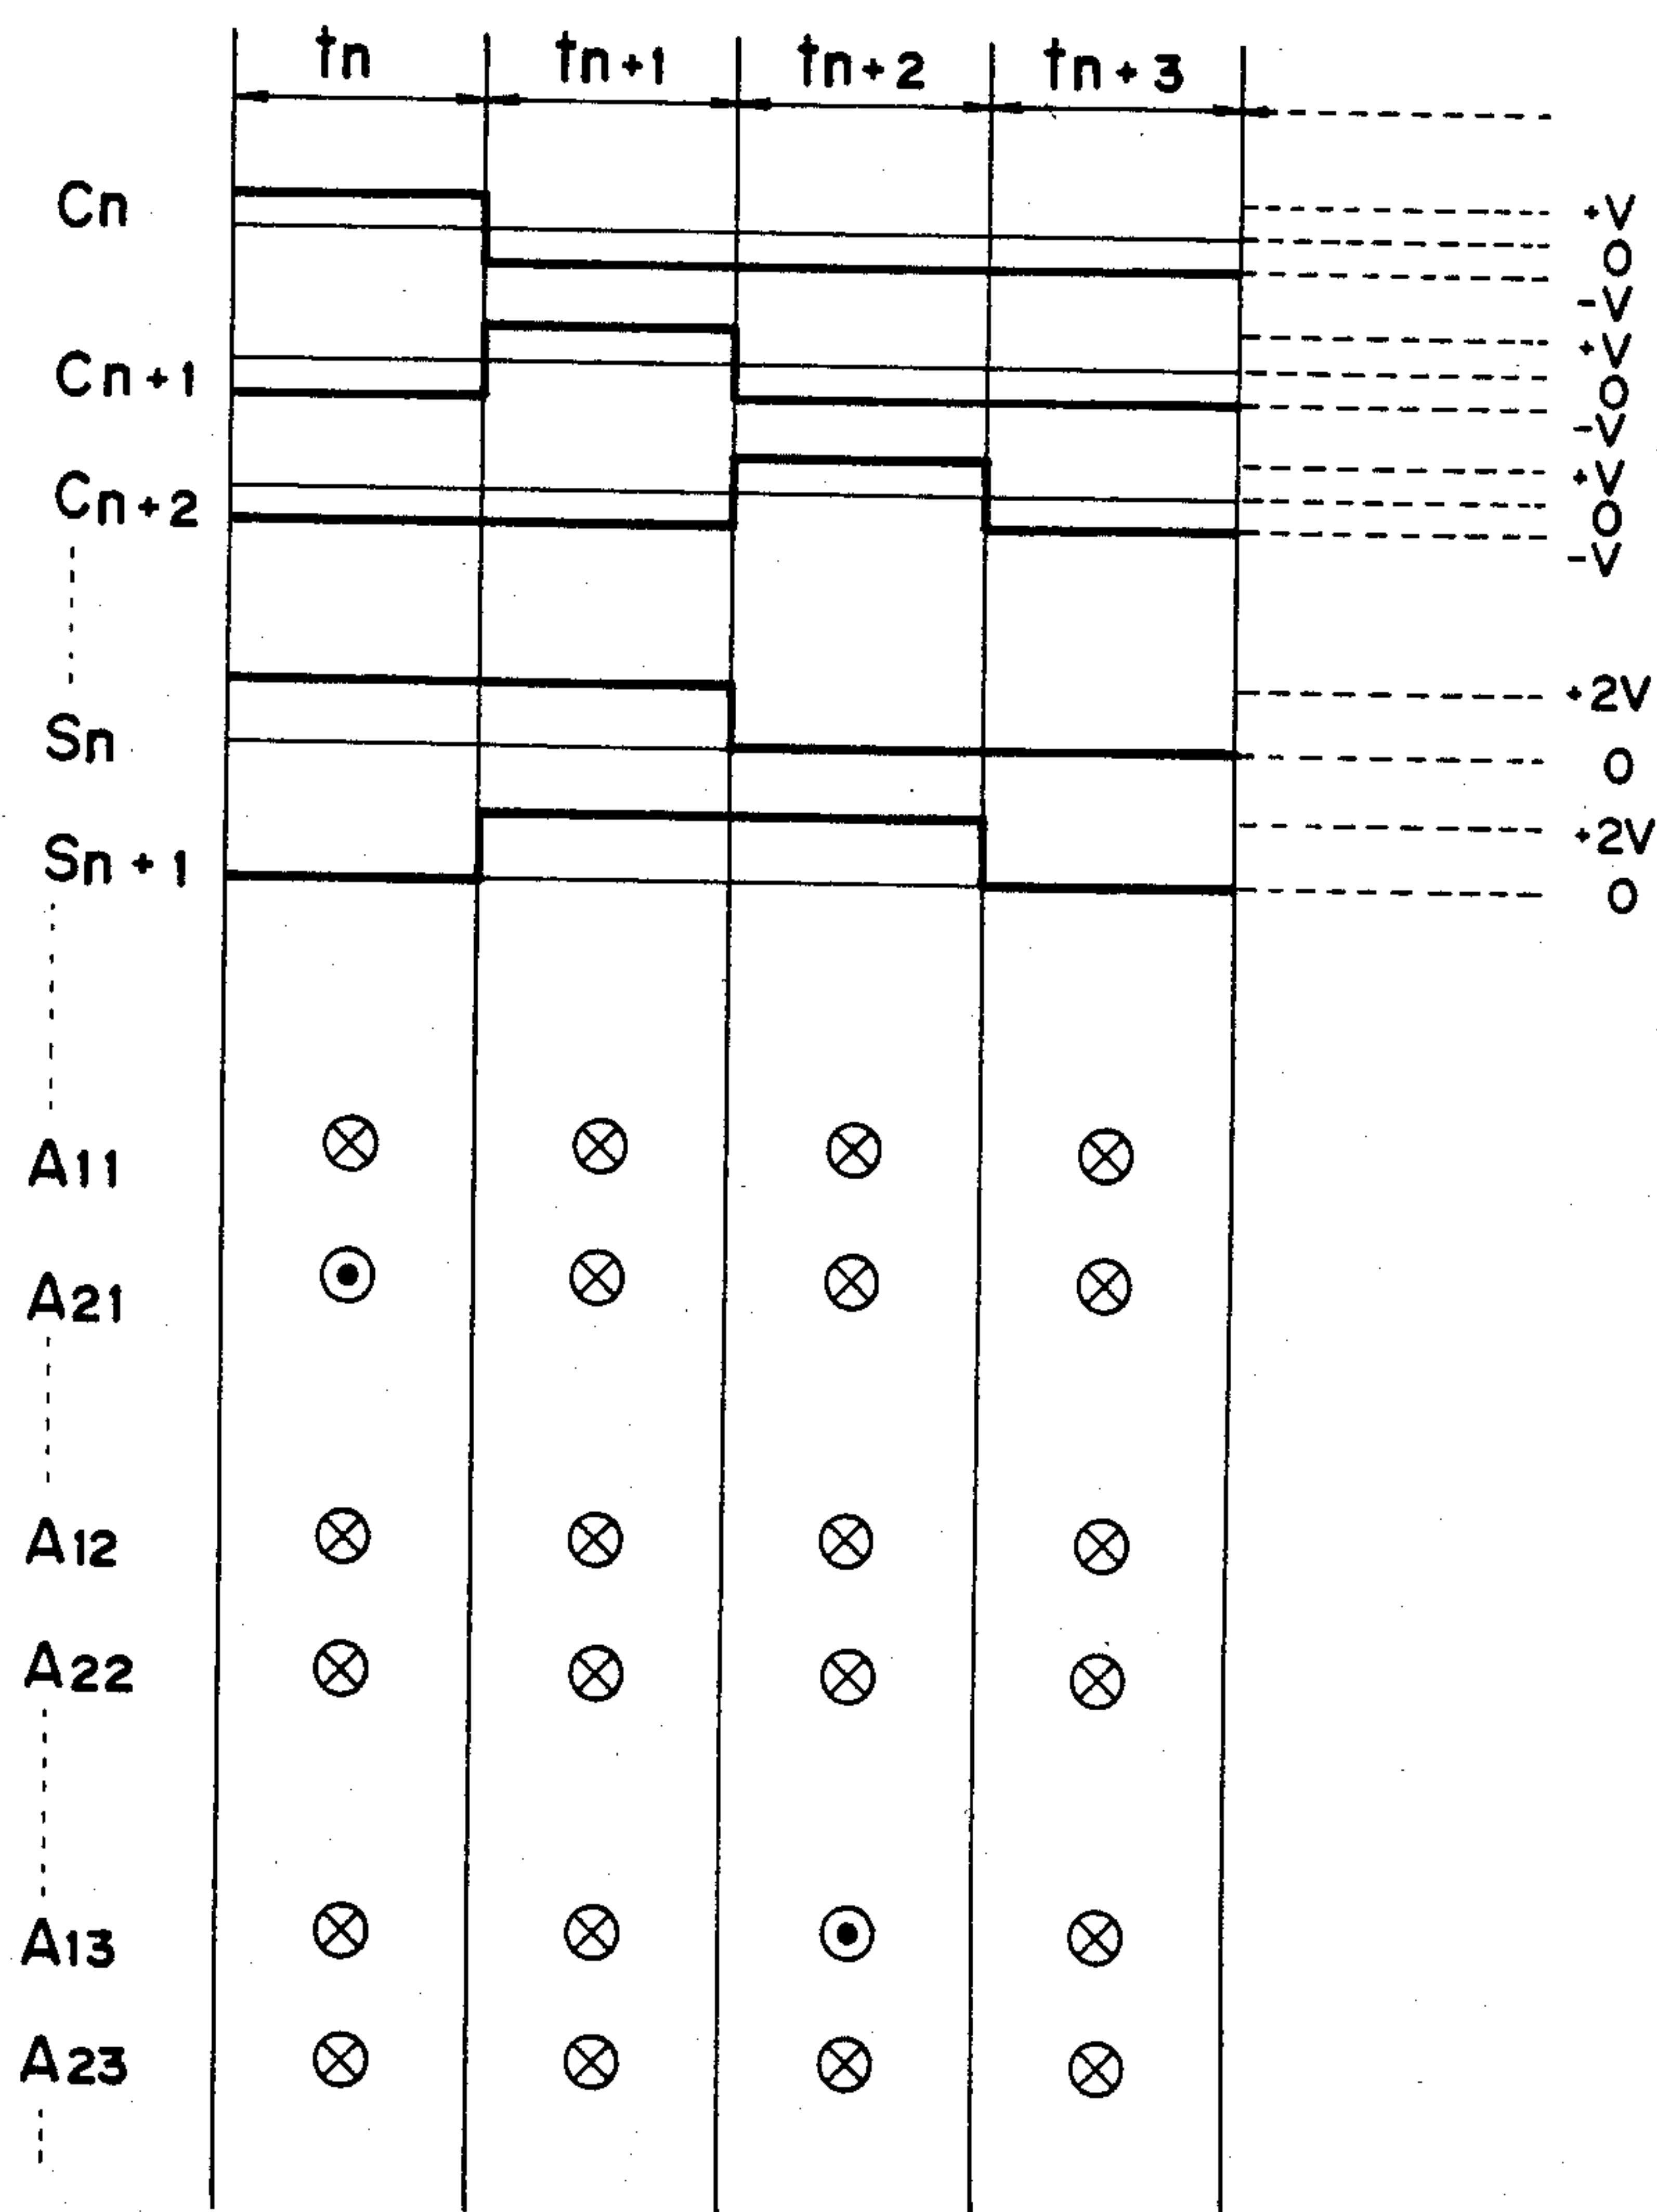 tn tn+1 tn+2 tn+3
Cn +V
0
-V
Cn+1 +V
0
-V
Cn+2 +V
0
-V
Sn +2V
0
Sn+1 +2V
0
A11
A21
A12
A22
A13
A23